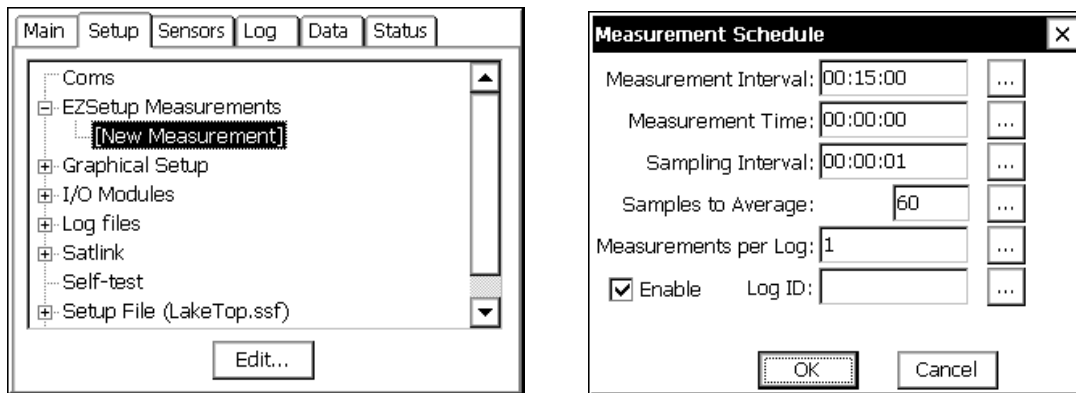 Main Setup Sensors Log Data Status
Coms
EZSetup Measurements
[New Measurement]
Graphical Setup
I/O Modules
Log files
Satlink
Self-test
Setup File (LakeTop.ssf)
Edit...
Measurement Schedule
Measurement Interval: 00:15:00 ...
Measurement Time: 00:00:00 ...
Sampling Interval: 00:00:01 ...
Samples to Average: 60 ...
Measurements per Log: 1 ...
Enable Log ID: ...
OK Cancel